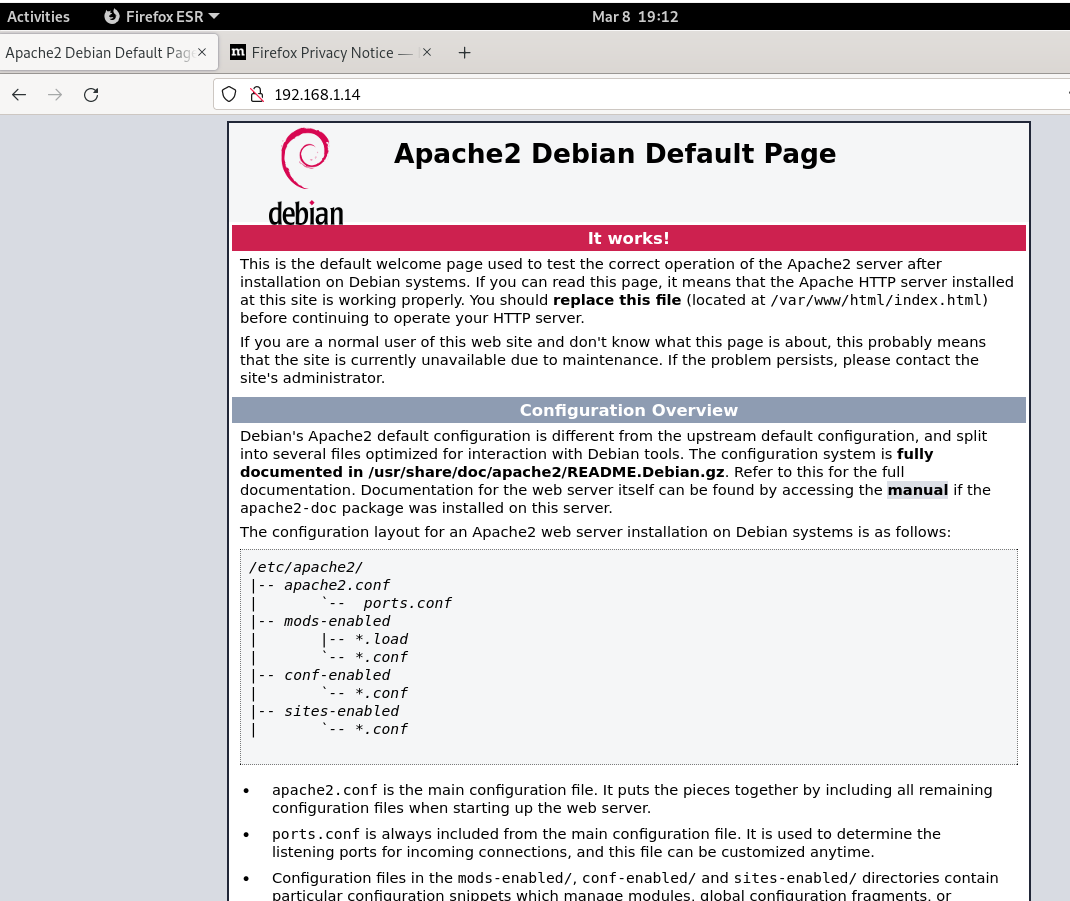 Activities Firefox ESR Mar 8 19:12
Apache2 Debian Default Pag × Firefox Privacy Notice — × +
192.168.1.14
Apache2 Debian Default Page
debian
It works!
This is the default welcome page used to test the correct operation of the Apache2 server after
installation on Debian systems. If you can read this page, it means that the Apache HTTP server installed
at this site is working properly. You should replace this file (located at /var/www/html/index.html)
before continuing to operate your HTTP server.
If you are a normal user of this web site and don't know what this page is about, this probably means
that the site is currently unavailable due to maintenance. If the problem persists, please contact the
site's administrator.
Configuration Overview
Debian's Apache2 default configuration is different from the upstream default configuration, and split
into several files optimized for interaction with Debian tools. The configuration system is fully
documented in /usr/share/doc/apache2/README.Debian.gz. Refer to this for the full
documentation. Documentation for the web server itself can be found by accessing the manual if the
apache2-doc package was installed on this server.
The configuration layout for an Apache2 web server installation on Debian systems is as follows:
/etc/apache2/
|-- apache2.conf
|       `--  ports.conf
|-- mods-enabled
|       |-- *.load
|       `-- *.conf
|-- conf-enabled
|       `-- *.conf
|-- sites-enabled
|       `-- *.conf
• apache2.conf is the main configuration file. It puts the pieces together by including all remaining
configuration files when starting up the web server.
• ports.conf is always included from the main configuration file. It is used to determine the
listening ports for incoming connections, and this file can be customized anytime.
• Configuration files in the mods-enabled/, conf-enabled/ and sites-enabled/ directories contain
particular configuration snippets which manage modules, global configuration fragments, or